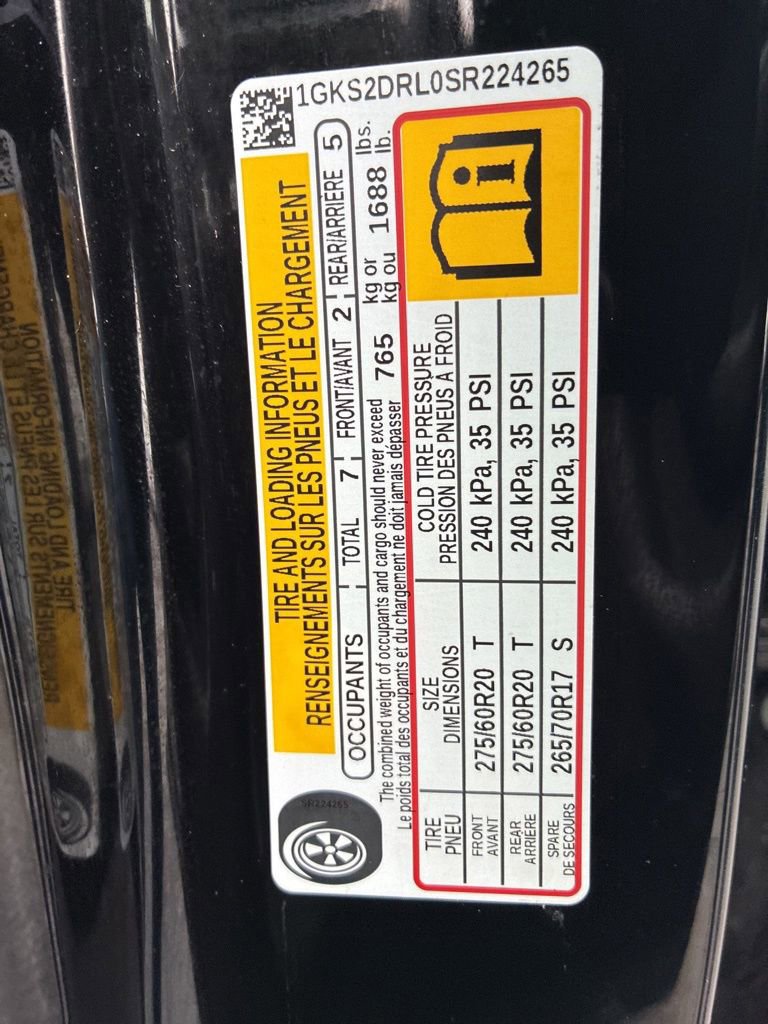 1GKS2DRL0SR224265
TIRE AND LOADING INFORMATION
RENSEIGNEMENTS SUR LES PNEUS ET LE CHARGEMENT
OCCUPANTS TOTAL 7 FRONT/AVANT 2 REAR/ARRIÈRE 5
The combined weight of occupants and cargo should never exceed 765 kg or 1688 lbs.
Le poids total des occupants et du chargement ne doit jamais dépasser kg ou lb.
SR224265
TIRE SIZE COLD TIRE PRESSURE
PNEU DIMENSIONS PRESSION DES PNEUS À FROID
FRONT
AVANT 275/60R20 T 240 kPa, 35 PSI
REAR
ARRIÈRE 275/60R20 T 240 kPa, 35 PSI
SPARE
DE SECOURS 265/70R17 S 240 kPa, 35 PSI